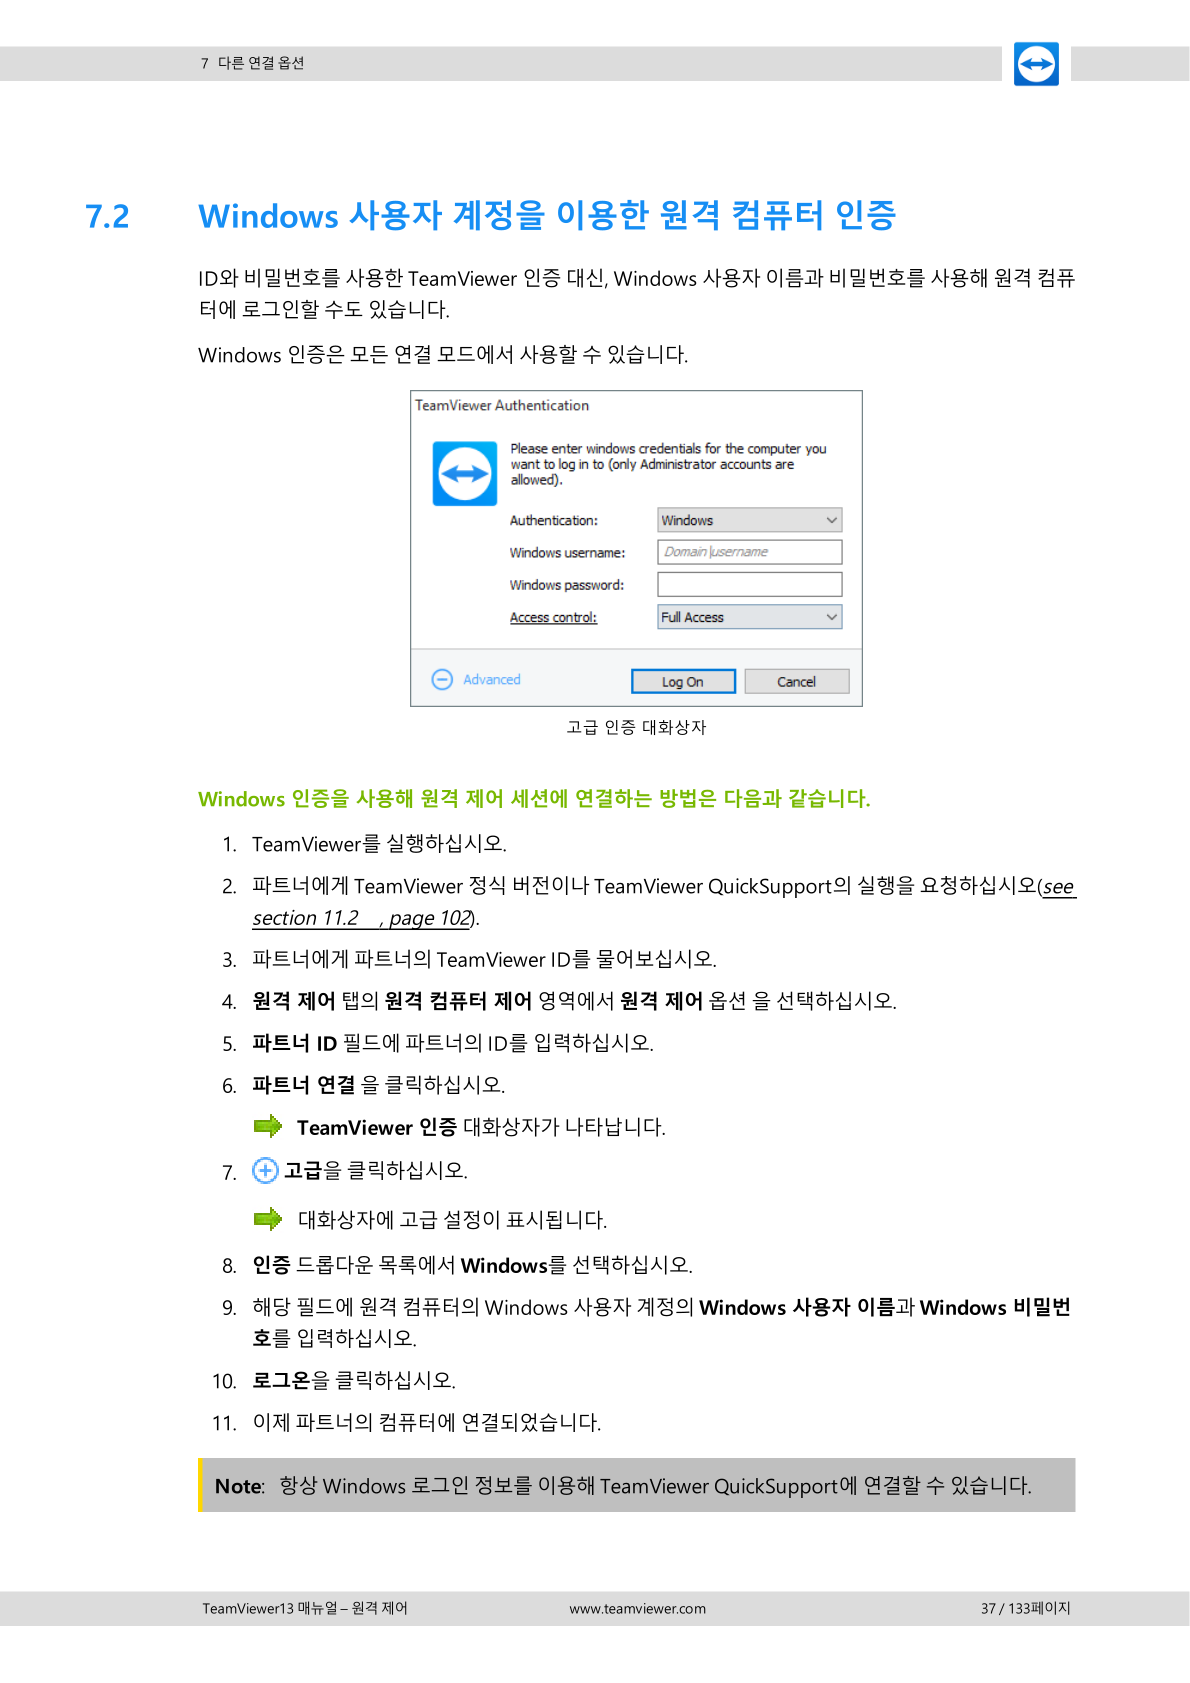 7 다른 연결 옵션
7.2 Windows 사용자 계정을 이용한 원격 컴퓨터 인증
ID와 비밀번호를 사용한 TeamViewer 인증 대신, Windows 사용자 이름과 비밀번호를 사용해 원격 컴퓨
터에 로그인할 수도 있습니다.
Windows 인증은 모든 연결 모드에서 사용할 수 있습니다.
TeamViewer Authentication
Please enter windows credentials for the computer you
want to log in to (only Administrator accounts are
allowed).
Authentication: Windows
Windows username: Domain\username
Windows password:
Access control: Full Access
Advanced Log On Cancel
고급 인증 대화상자
Windows 인증을 사용해 원격 제어 세션에 연결하는 방법은 다음과 같습니다.
1. TeamViewer를 실행하십시오.
2. 파트너에게 TeamViewer 정식 버전이나 TeamViewer QuickSupport의 실행을 요청하십시오(see
section 11.2 , page 102).
3. 파트너에게 파트너의 TeamViewer ID를 물어보십시오.
4. 원격 제어 탭의 원격 컴퓨터 제어 영역에서 원격 제어 옵션 을 선택하십시오.
5. 파트너 ID 필드에 파트너의 ID를 입력하십시오.
6. 파트너 연결 을 클릭하십시오.
TeamViewer 인증 대화상자가 나타납니다.
7. 고급을 클릭하십시오.
대화상자에 고급 설정이 표시됩니다.
8. 인증 드롭다운 목록에서 Windows를 선택하십시오.
9. 해당 필드에 원격 컴퓨터의 Windows 사용자 계정의 Windows 사용자 이름과 Windows 비밀번
호를 입력하십시오.
10. 로그온을 클릭하십시오.
11. 이제 파트너의 컴퓨터에 연결되었습니다.
Note: 항상 Windows 로그인 정보를 이용해 TeamViewer QuickSupport에 연결할 수 있습니다.
TeamViewer13 매뉴얼 – 원격 제어 www.teamviewer.com 37 / 133페이지